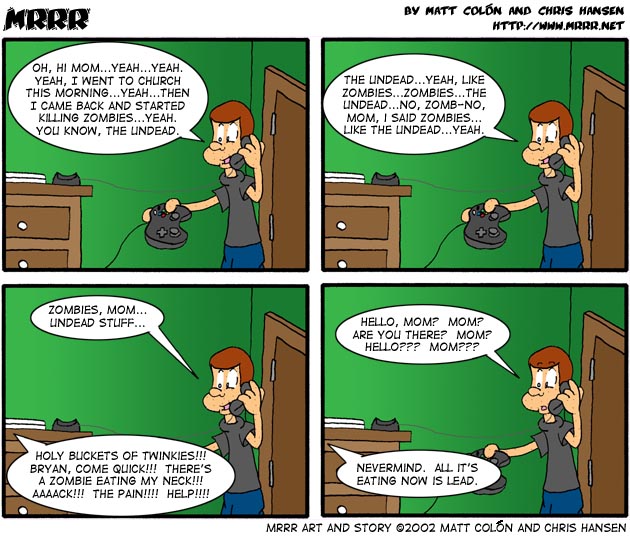 MRRR
BY MATT COLÓN AND CHRIS HANSEN
HTTP://WWW.MRRR.NET
OH, HI MOM...YEAH...YEAH.
YEAH, I WENT TO CHURCH
THIS MORNING...YEAH...THEN
I CAME BACK AND STARTED
KILLING ZOMBIES...YEAH.
YOU KNOW, THE UNDEAD.
THE UNDEAD...YEAH, LIKE
ZOMBIES...ZOMBIES...THE
UNDEAD...NO, ZOMB-NO,
MOM, I SAID ZOMBIES...
LIKE THE UNDEAD...YEAH.
ZOMBIES, MOM...
UNDEAD STUFF...
HOLY BUCKETS OF TWINKIES!!!
BRYAN, COME QUICK!!! THERE'S
A ZOMBIE EATING MY NECK!!!
AAAACK!!! THE PAIN!!!! HELP!!!!
HELLO, MOM? MOM?
ARE YOU THERE? MOM?
HELLO??? MOM???
NEVERMIND. ALL IT'S
EATING NOW IS LEAD.
MRRR ART AND STORY ©2002 MATT COLÓN AND CHRIS HANSEN